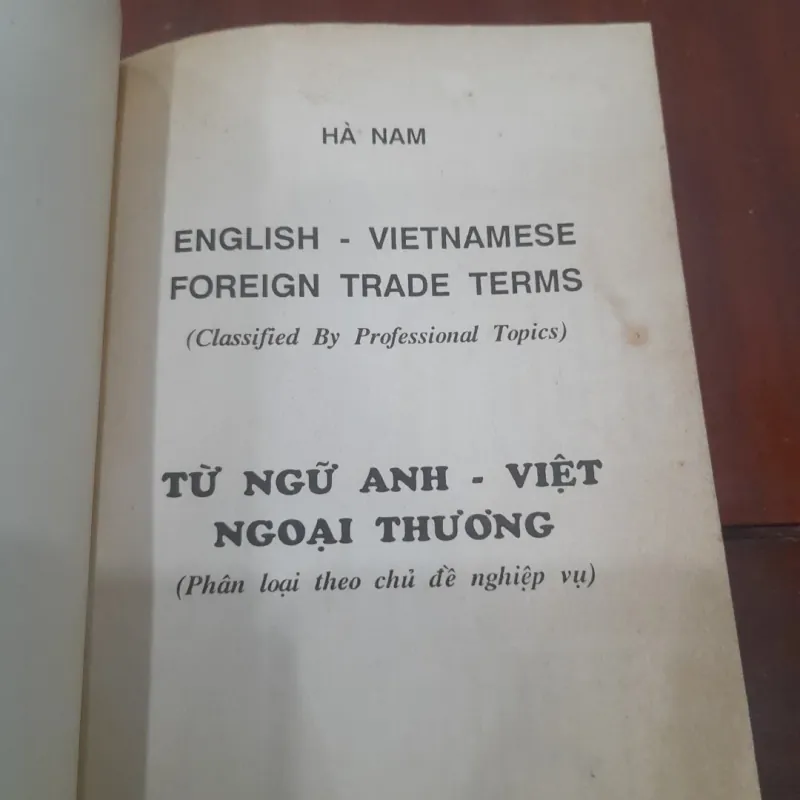 HÀ NAM
ENGLISH - VIETNAMESE
FOREIGN TRADE TERMS
(Classified By Professional Topics)
TỪ NGỮ ANH - VIỆT
NGOẠI THƯƠNG
(Phân loại theo chủ đề nghiệp vụ)